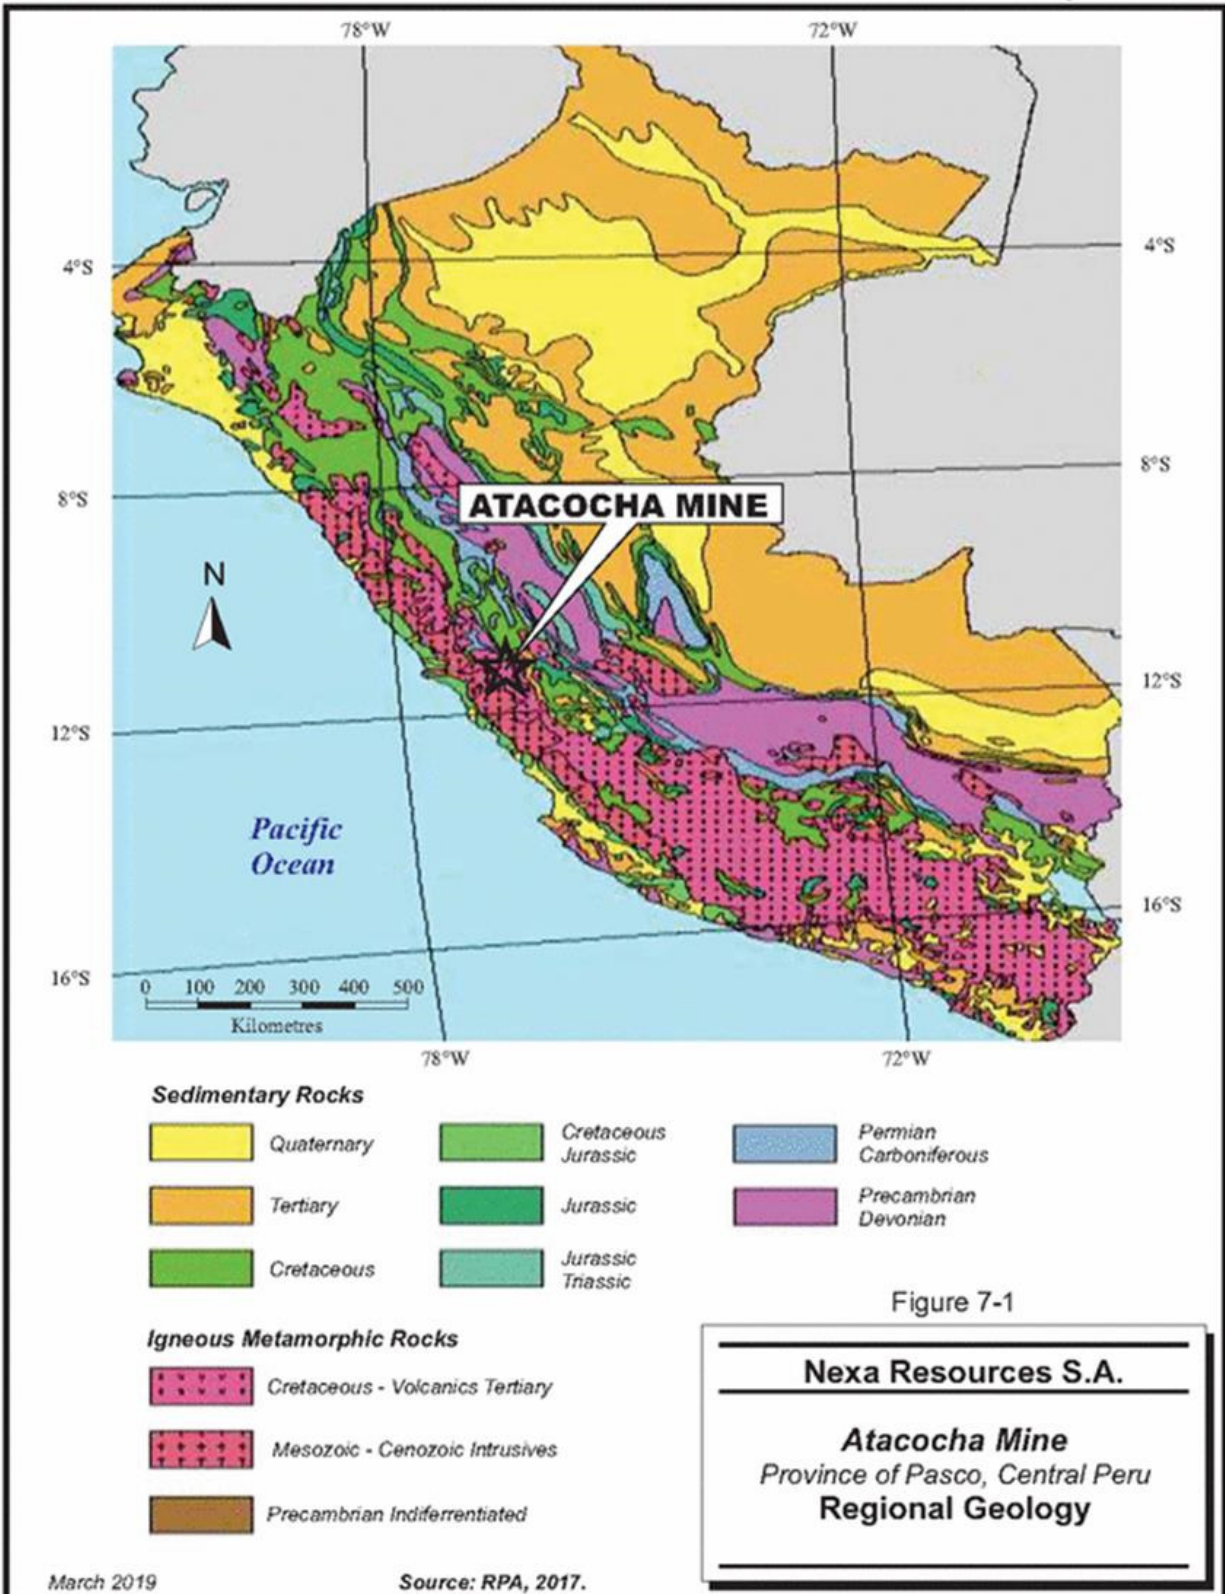 78°W
72°W
4°S
4°S
8°S
8°S
ATACOCHA MINE
N
12°S
12°S
Pacific
Ocean
16°S
16°S
0 100 200 300 400 500
Kilometres
78°W
72°W
Sedimentary Rocks
Quaternary
Tertiary
Cretaceous
Cretaceous
Jurassic
Jurassic
Jurassic
Triassic
Permian
Carboniferous
Precambrian
Devonian
Igneous Metamorphic Rocks
Cretaceous - Volcanics Tertiary
Mesozoic - Cenozoic Intrusives
Precambrian Indiferrentiated
Figure 7-1
Nexa Resources S.A.
Atacocha Mine
Province of Pasco, Central Peru
Regional Geology
March 2019
Source: RPA, 2017.